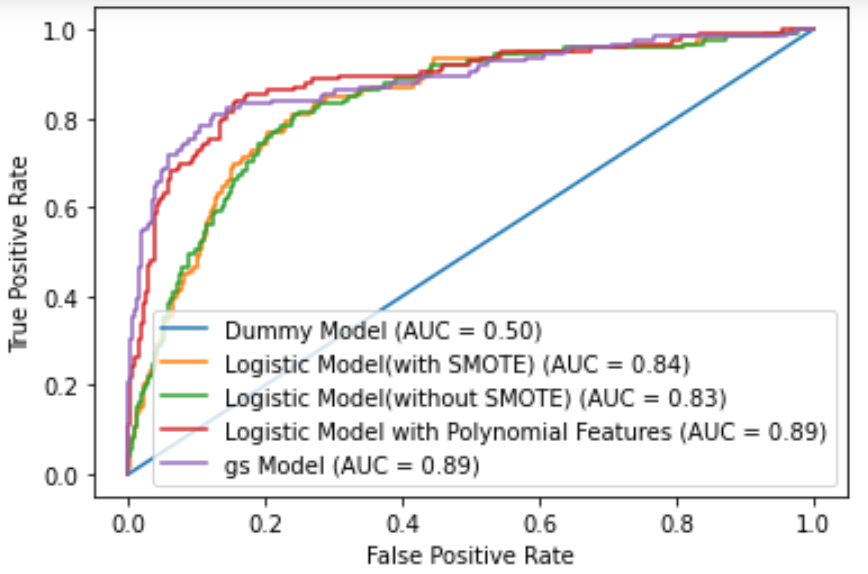 1.0
0.8
0.6
0.4
0.2
0.0
True Positive Rate
Dummy Model (AUC = 0.50)
Logistic Model(with SMOTE) (AUC = 0.84)
Logistic Model(without SMOTE) (AUC = 0.83)
Logistic Model with Polynomial Features (AUC = 0.89)
gs Model (AUC = 0.89)
0.0 0.2 0.4 0.6 0.8 1.0
False Positive Rate